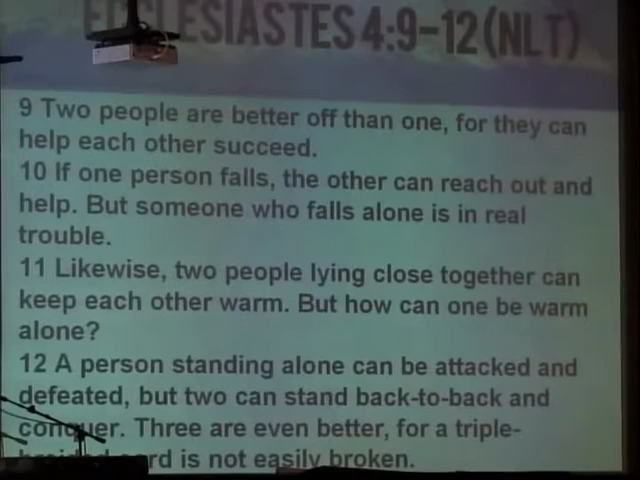 ECCLESIASTES 4:9-12 (NLT)
9 Two people are better off than one, for they can
help each other succeed.
10 If one person falls, the other can reach out and
help. But someone who falls alone is in real
trouble.
11 Likewise, two people lying close together can
keep each other warm. But how can one be warm
alone?
12 A person standing alone can be attacked and
defeated, but two can stand back-to-back and
conquer. Three are even better, for a triple-
braided cord is not easily broken.